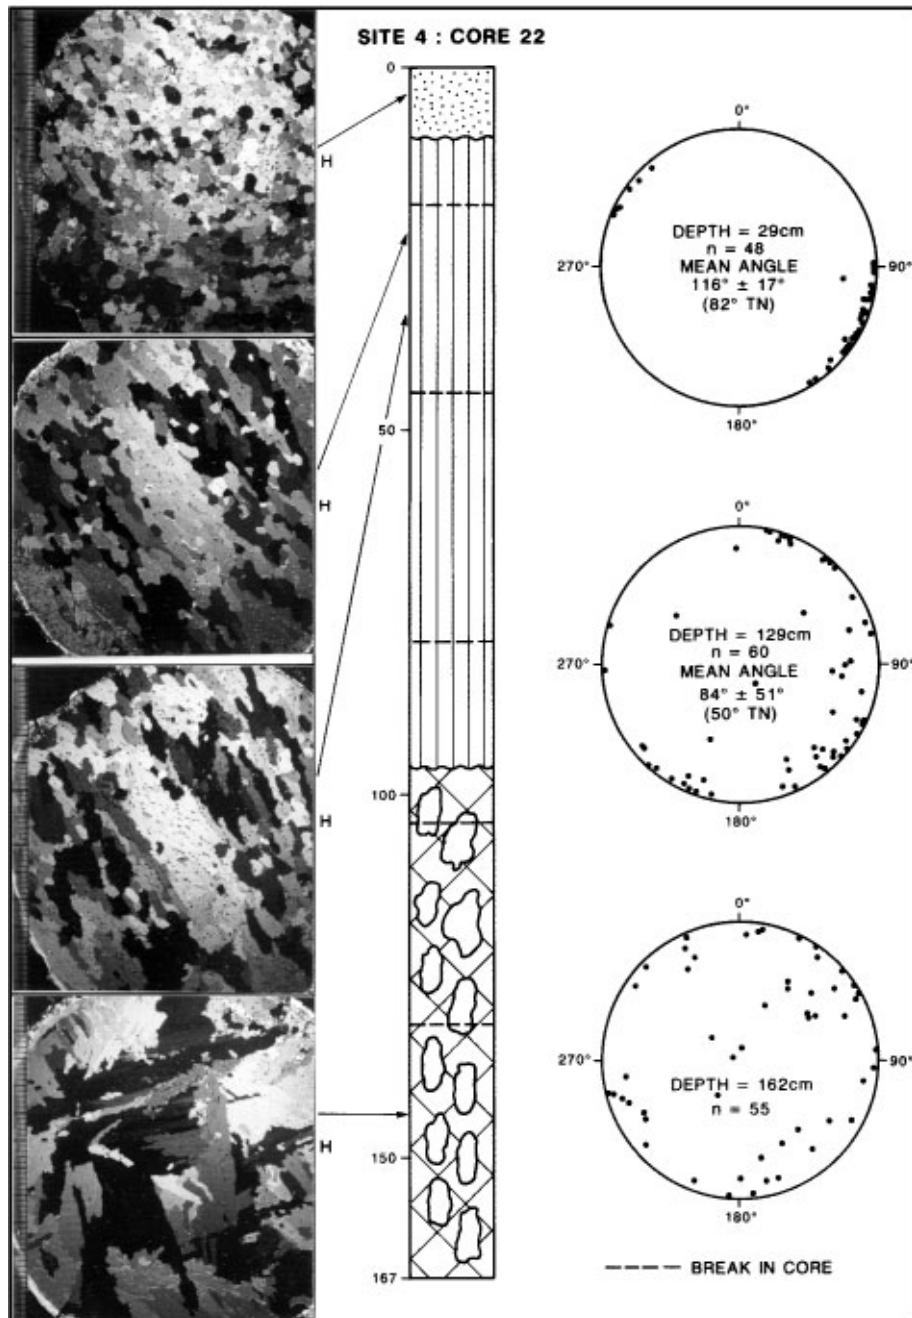 SITE 4 : CORE 22
0
50
100
150
167
H
H
H
H
0°
270°
90°
180°
DEPTH = 29cm
n = 48
MEAN ANGLE
116° ± 17°
(82° TN)
0°
270°
90°
180°
DEPTH = 129cm
n = 60
MEAN ANGLE
84° ± 51°
(50° TN)
0°
270°
90°
180°
DEPTH = 162cm
n = 55
BREAK IN CORE